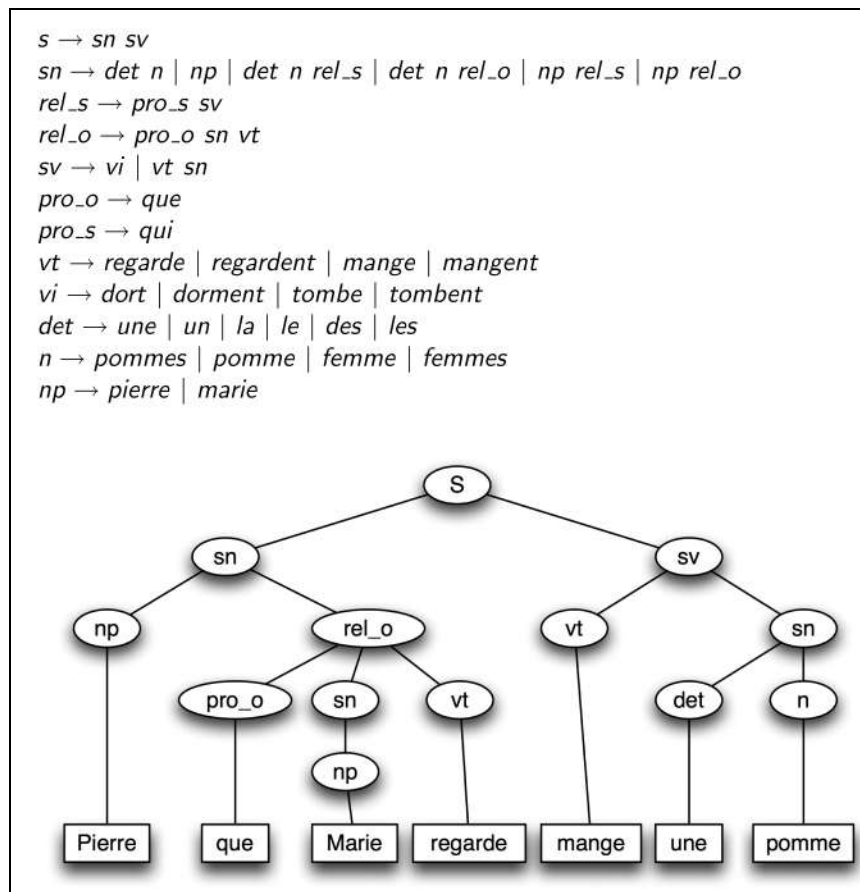 s → sn sv
sn → det n | np | det n rel_s | det n rel_o | np rel_s | np rel_o
rel_s → pro_s sv
rel_o → pro_o sn vt
sv → vi | vt sn
pro_o → que
pro_s → qui
vt → regarde | regardent | mange | mangent
vi → dort | dorment | tombe | tombent
det → une | un | la | le | des | les
n → pommes | pomme | femme | femmes
np → pierre | marie
S
sn sv
np rel_o vt sn
pro_o sn vt det n
np
Pierre que Marie regarde mange une pomme